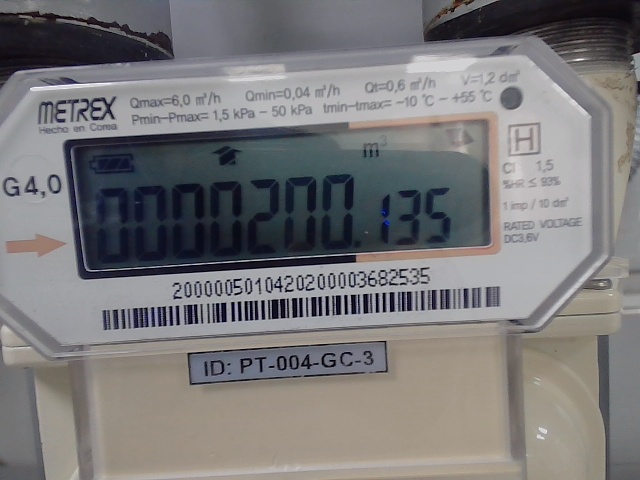 METREX
Hecho en Corea
Qmax=6,0 m³/h Qmin=0,04 m³/h Qt=0,6 m³/h V=1,2 dm³
Pmin-Pmax= 1,5 kPa - 50 kPa tmin-tmax= -10 °C - +55 °C
G4,0
m³
0000200.135
H
Cl 1,5
%HR ≤ 93%
1 imp / 10 dm³
RATED VOLTAGE
DC3,6V
2000005010420200003682535
ID: PT-004-GC-3